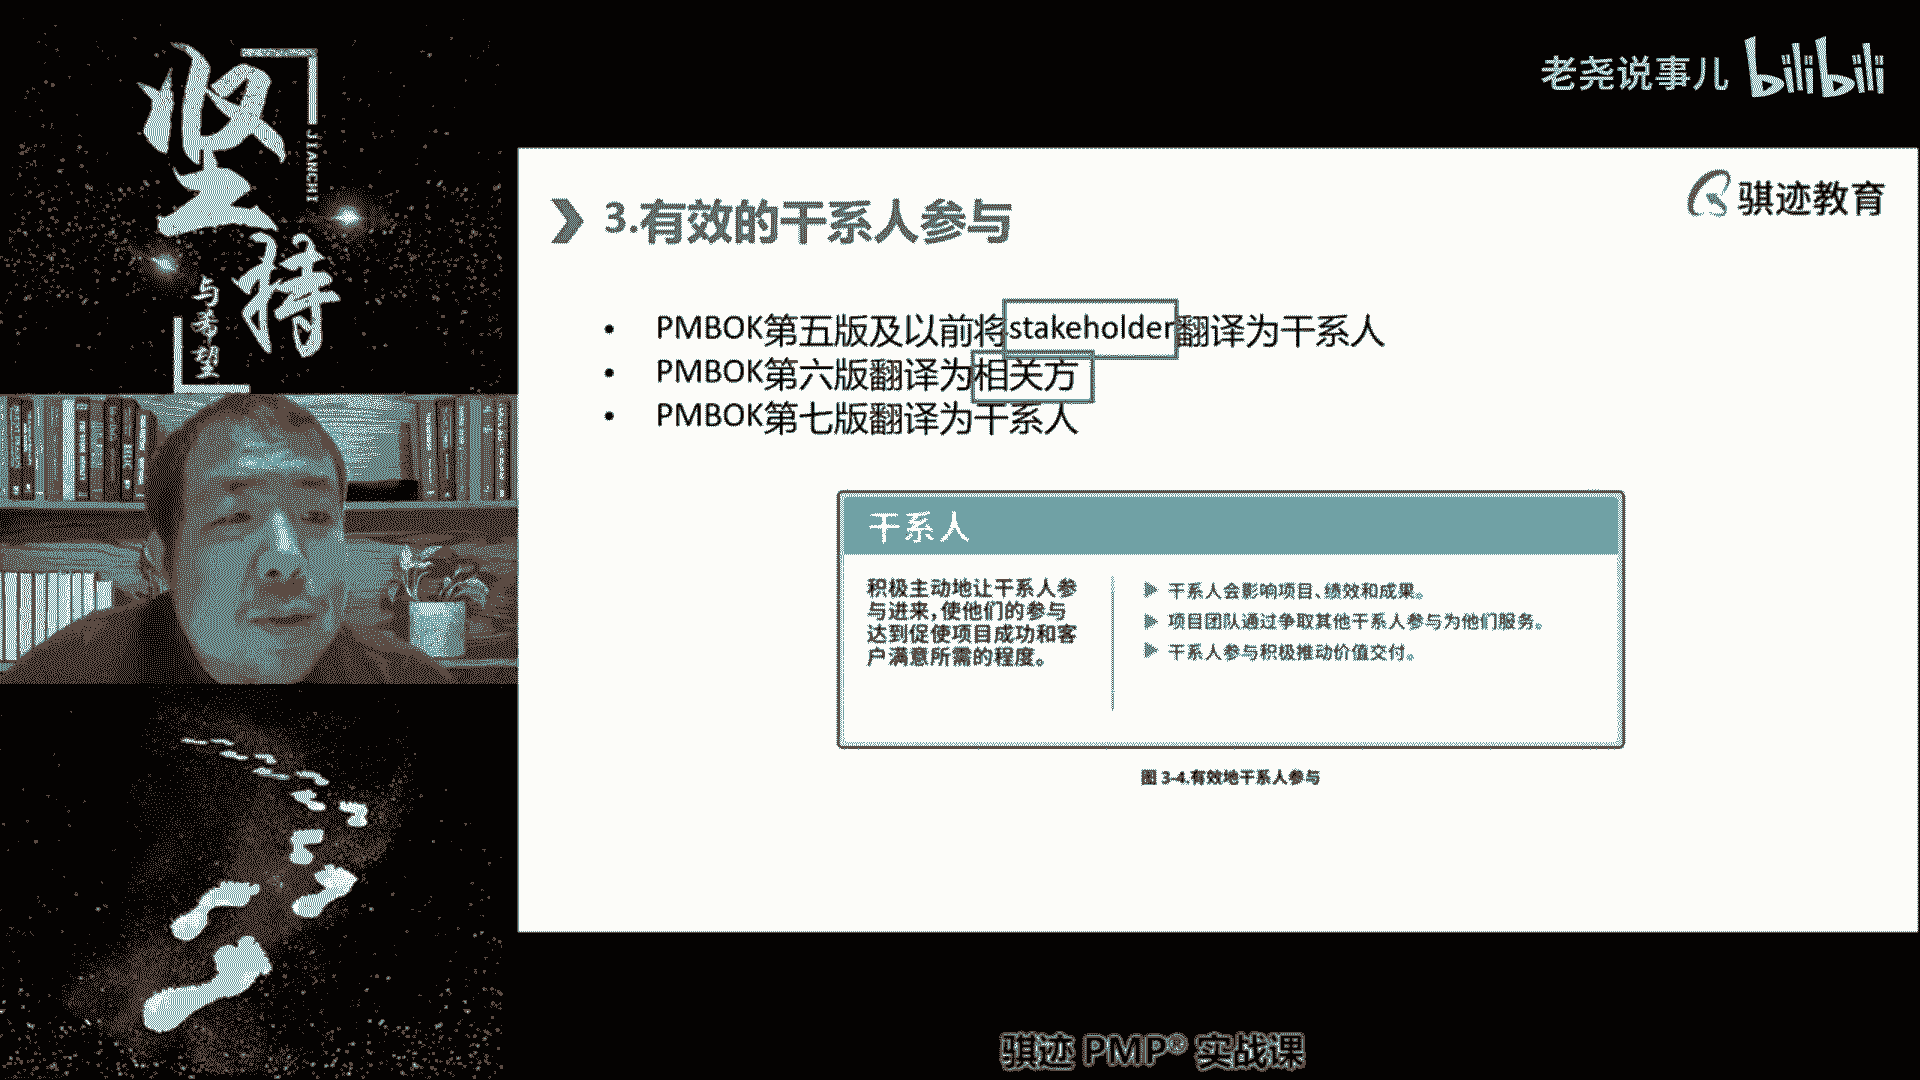 坚持
JIANCHI
与希望
老尧说事儿 bilibili
骐迹教育
3.有效的干系人参与
• PMBOK第五版及以前将stakeholder翻译为干系人
• PMBOK第六版翻译为相关方
• PMBOK第七版翻译为干系人
干系人
积极主动地让干系人参
与进来,使他们的参与
达到促使项目成功和客
户满意所需的程度。
▶ 干系人会影响项目、绩效和成果。
▶ 项目团队通过争取其他干系人参与为他们服务。
▶ 干系人参与积极推动价值交付。
图 3-4.有效地干系人参与
骐迹 PMP® 实战课